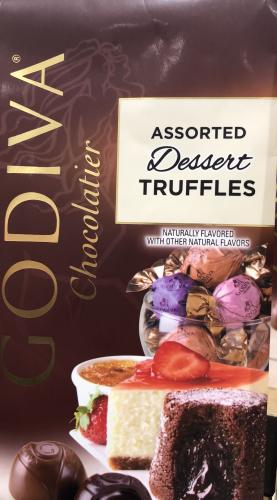 GODIVA®
Chocolatier
ASSORTED
Dessert
TRUFFLES
NATURALLY FLAVORED
WITH OTHER NATURAL FLAVORS